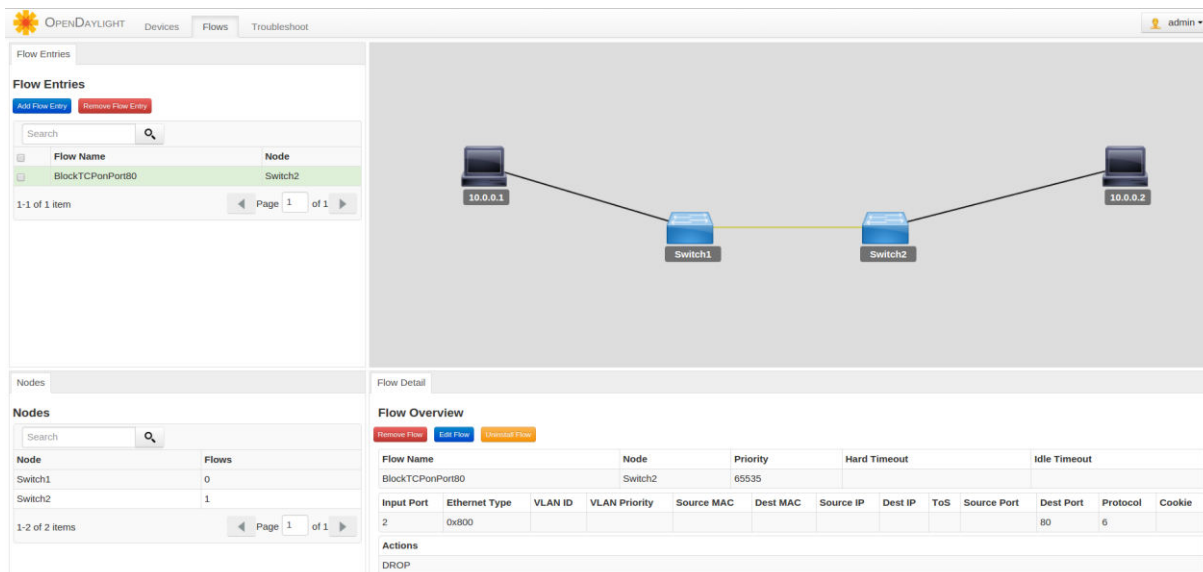 OPENDAYLIGHT Devices Flows Troubleshoot admin
Flow Entries
Flow Entries
Add Flow Entry Remove Flow Entry
Search
Flow Name Node
BlockTCPonPort80 Switch2
1-1 of 1 item Page 1 of 1
10.0.0.1
10.0.0.2
Switch1
Switch2
Nodes
Nodes
Search
Node Flows
Switch1 0
Switch2 1
1-2 of 2 items Page 1 of 1
Flow Detail
Flow Overview
Remove Flow Edit Flow Uninstall Flow
Flow Name Node Priority Hard Timeout Idle Timeout
BlockTCPonPort80 Switch2 65535
Input Port Ethernet Type VLAN ID VLAN Priority Source MAC Dest MAC Source IP Dest IP ToS Source Port Dest Port Protocol Cookie
2 0x800 80 6
Actions
DROP